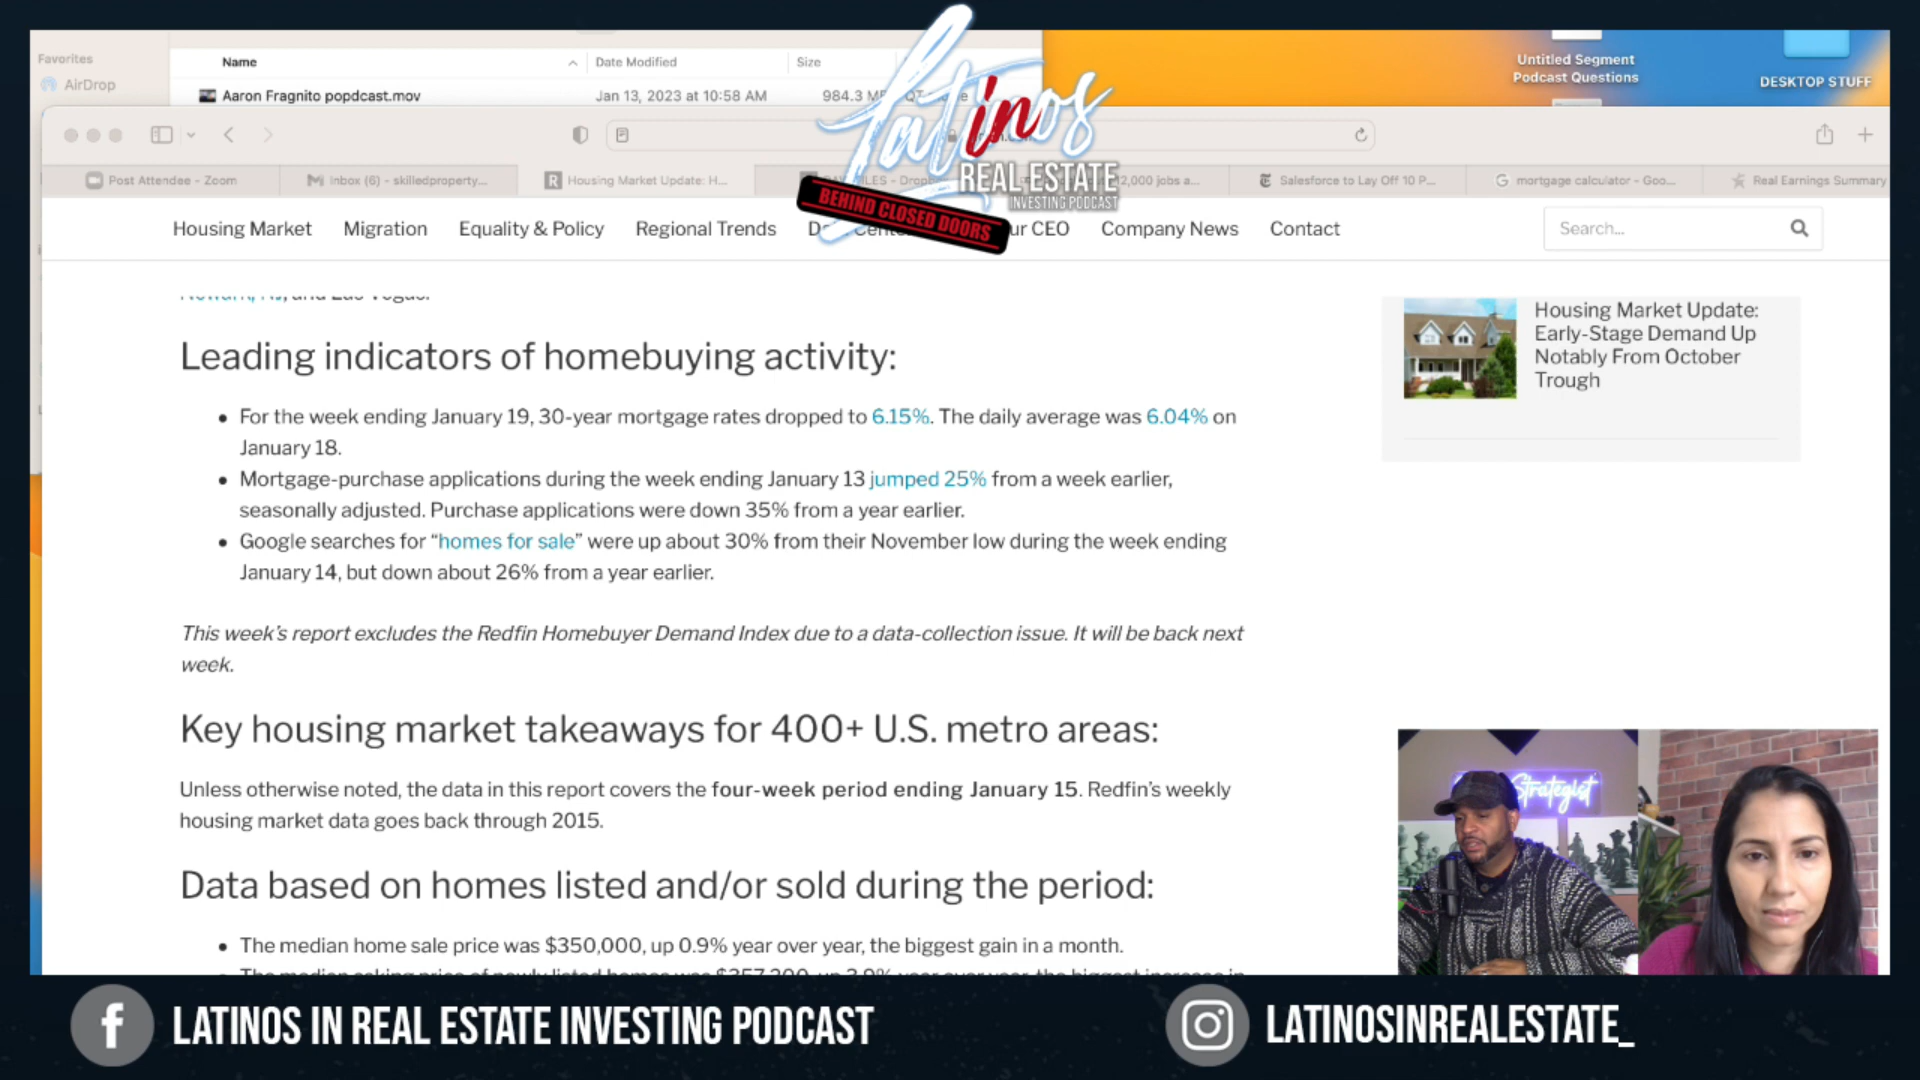 Favorites
AirDrop
Name
Date Modified
Size
Aaron Fragnito popdcast.mov
Jan 13, 2023 at 10:58 AM
984.3
Untitled Segment
Podcast Questions
DESKTOP STUFF
Latinos
REAL ESTATE
INVESTING PODCAST
BEHIND CLOSED DOORS
Post Attendee - Zoom
Inbox (6) - skilledproperty...
Housing Market Update: H...
2,000 jobs a...
Salesforce to Lay Off 10 P...
mortgage calculator - Goo...
Real Earnings Summary
Housing Market
Migration
Equality & Policy
Regional Trends
ur CEO
Company News
Contact
Search...
Leading indicators of homebuying activity:
• For the week ending January 19, 30-year mortgage rates dropped to 6.15%. The daily average was 6.04% on
January 18.
• Mortgage-purchase applications during the week ending January 13 jumped 25% from a week earlier,
seasonally adjusted. Purchase applications were down 35% from a year earlier.
• Google searches for “homes for sale” were up about 30% from their November low during the week ending
January 14, but down about 26% from a year earlier.
This week’s report excludes the Redfin Homebuyer Demand Index due to a data-collection issue. It will be back next
week.
Key housing market takeaways for 400+ U.S. metro areas:
Unless otherwise noted, the data in this report covers the four-week period ending January 15. Redfin’s weekly
housing market data goes back through 2015.
Data based on homes listed and/or sold during the period:
• The median home sale price was $350,000, up 0.9% year over year, the biggest gain in a month.
Housing Market Update:
Early-Stage Demand Up
Notably From October
Trough
Strategist
LATINOS IN REAL ESTATE INVESTING PODCAST
LATINOSINREALESTATE_